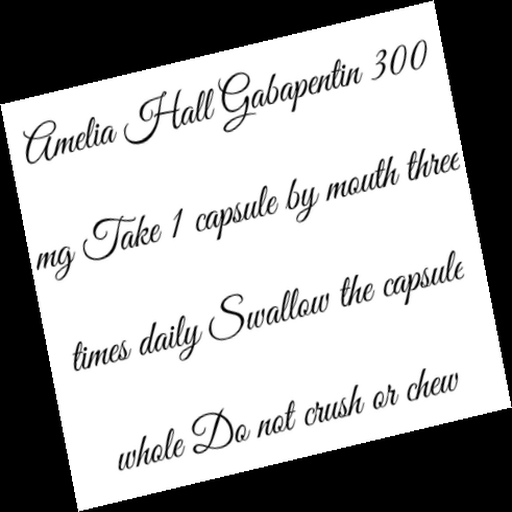 Amelia Hall Gabapentin 300
mg Take 1 capsule by mouth three
times daily Swallow the capsule
whole Do not crush or chew